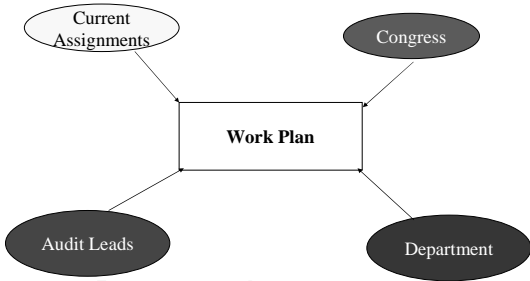 Current
Assignments
Congress
Work Plan
Audit Leads
Department